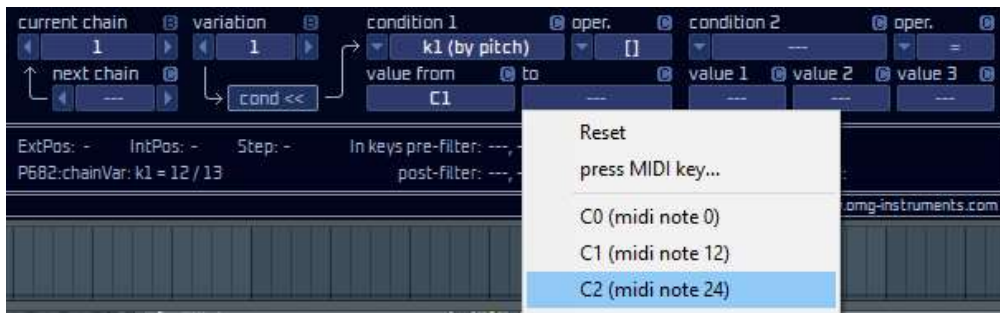 current chain B variation B condition 1 C oper. C condition 2 C oper. C
1 1 k1 (by pitch) [] --- =
next chain C value from C to C value 1 C value 2 C value 3 C
--- cond << C1 --- --- --- ---
ExtPos: - IntPos: - Step: - In keys pre-filter: ---, -
P682:chainVar: k1 = 12 / 13 post-filter: ---, - :
.omg-instruments.com
Reset
press MIDI key...
C0 (midi note 0)
C1 (midi note 12)
C2 (midi note 24)